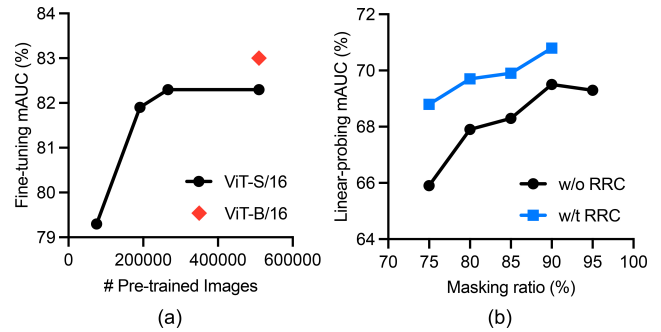 Fine-tuning mAUC (%)
84
83
82
81
80
79
0
200000
400000
600000
# Pre-trained Images
ViT-S/16
ViT-B/16
(a)
Linear-probing mAUC (%)
72
70
68
66
64
70
75
80
85
90
95
100
Masking ratio (%)
w/o RRC
w/t RRC
(b)